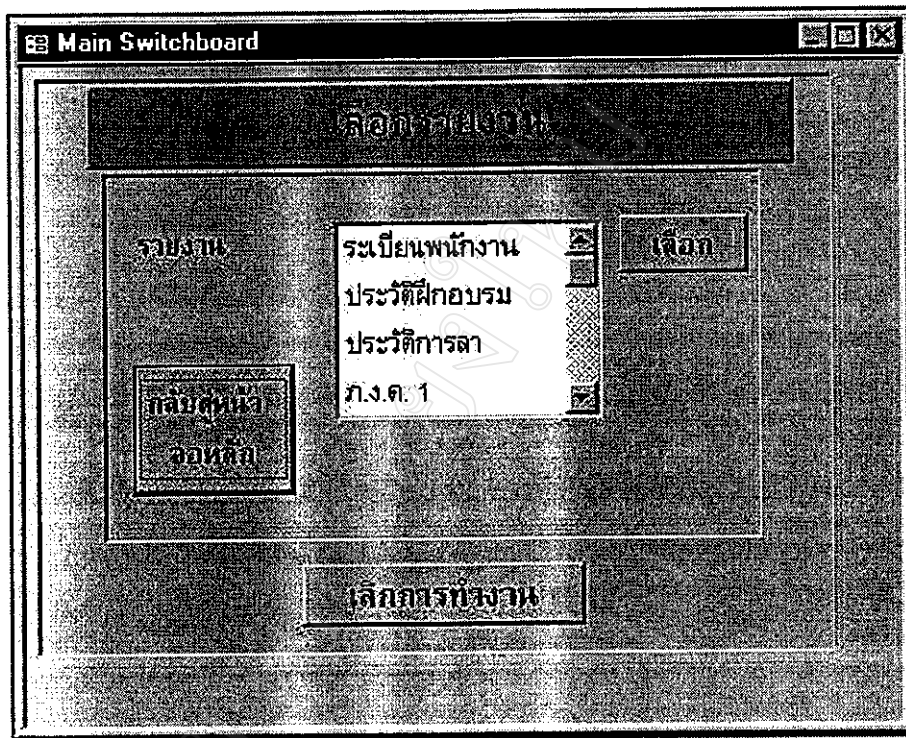 Main Switchboard
เลือกรายงาน
รายงาน
ระเบียนพนักงาน
ประวัติฝึกอบรม
ประวัติการลา
ภ.ง.ด. 1
เลือก
กลับสู่หน้า
จอหลัก
เลิกการทำงาน